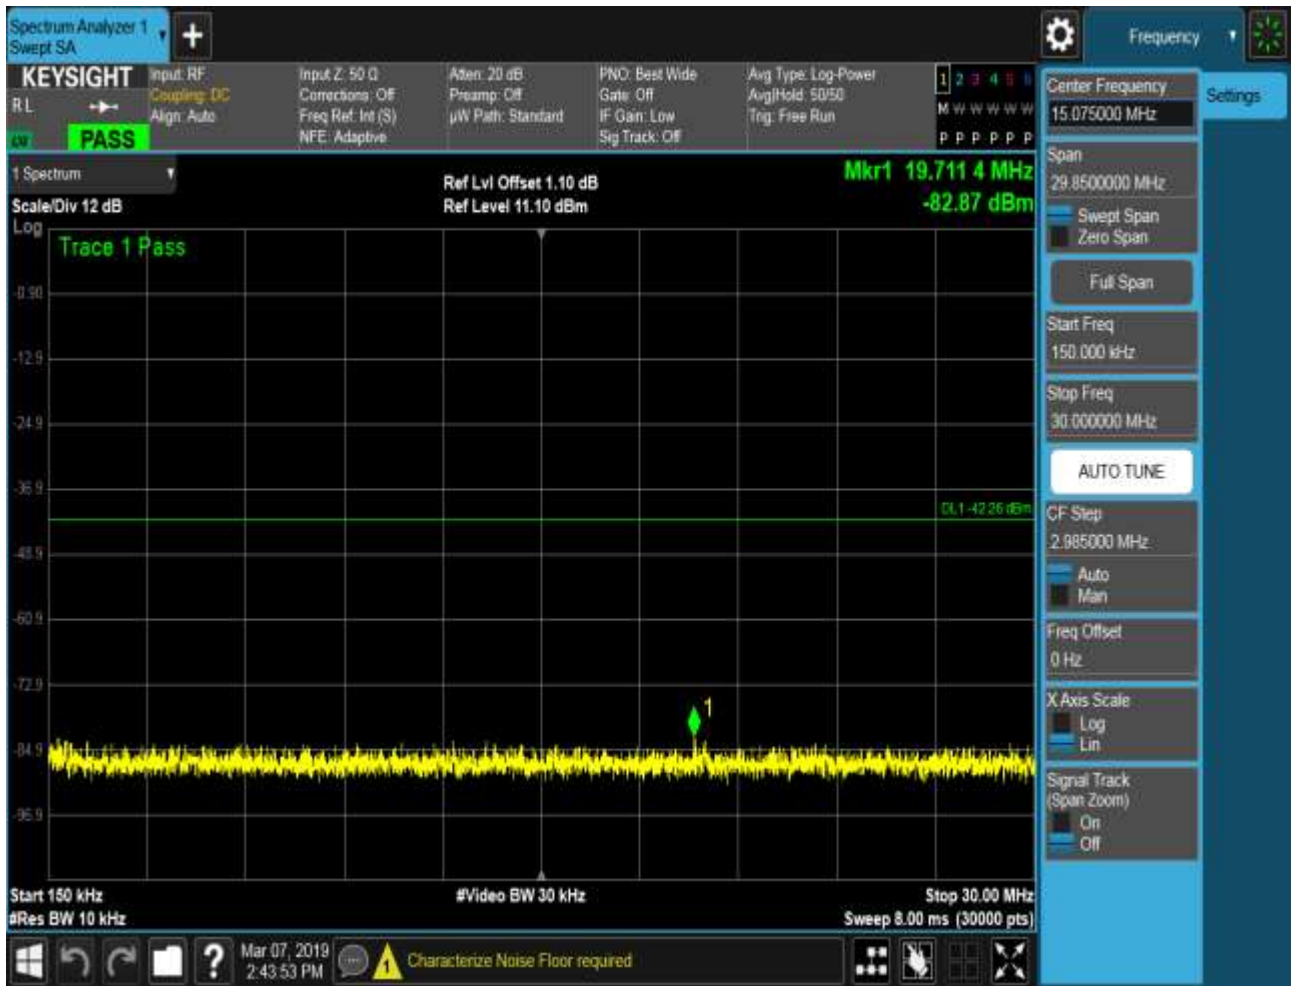 Spectrum Analyzer 1
Swept SA
+
Frequency
KEYSIGHT
R L
PASS
Input: RF
Coupling: DC
Align: Auto
Input Z: 50 Ω
Corrections: Off
Freq Ref: Int (S)
NFE: Adaptive
Atten: 20 dB
Preamp: Off
µW Path: Standard
PNO: Best Wide
Gate: Off
IF Gain: Low
Sig Track: Off
Avg Type: Log-Power
Avg|Hold: 50/50
Trig: Free Run
1 2 3 4 5 6
M W W W W W
P P P P P P
1 Spectrum
Scale/Div 12 dB
Log
Ref Lvl Offset 1.10 dB
Ref Level 11.10 dBm
Mkr1 19.711 4 MHz
-82.87 dBm
Trace 1 Pass
-0.90
-12.9
-24.9
-36.9
DL1 -42.26 dBm
-48.9
-60.9
-72.9
1
-84.9
-96.9
Start 150 kHz
#Res BW 10 kHz
#Video BW 30 kHz
Stop 30.00 MHz
Sweep 8.00 ms (30000 pts)
Center Frequency
15.075000 MHz
Settings
Span
29.8500000 MHz
Swept Span
Zero Span
Full Span
Start Freq
150.000 kHz
Stop Freq
30.000000 MHz
AUTO TUNE
CF Step
2.985000 MHz
Auto
Man
Freq Offset
0 Hz
X Axis Scale
Log
Lin
Signal Track
(Span Zoom)
On
Off
?
Mar 07, 2019
2:43:53 PM
1
Characterize Noise Floor required